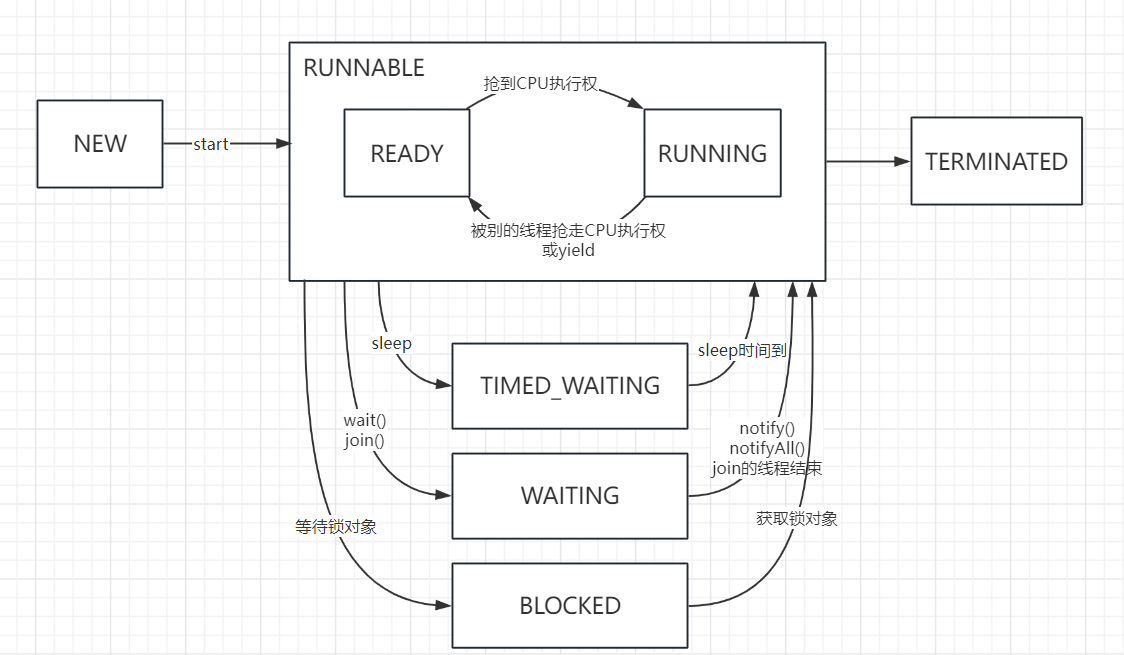 RUNNABLE
抢到CPU执行权
NEW
start
READY
RUNNING
TERMINATED
被别的线程抢走CPU执行权
或yield
sleep
TIMED_WAITING
sleep时间到
wait()
join()
WAITING
notify()
notifyAll()
join的线程结束
等待锁对象
BLOCKED
获取锁对象